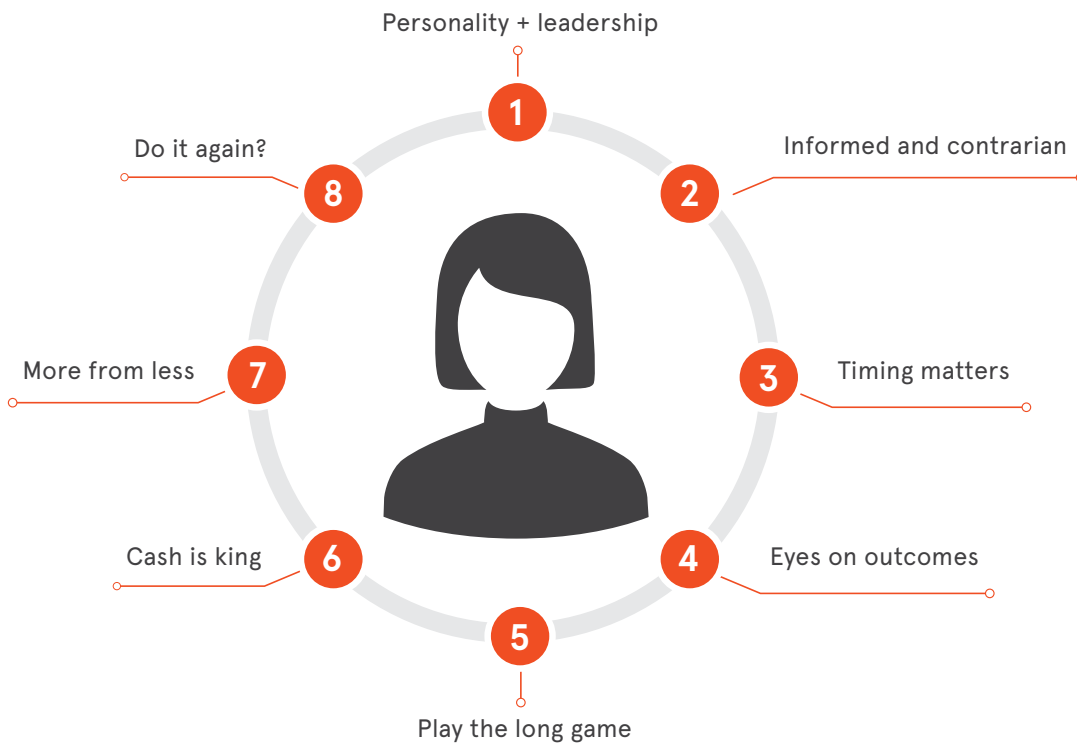 Personality + leadership
1
Informed and contrarian
2
Timing matters
3
Eyes on outcomes
4
5
Play the long game
Cash is king
6
More from less
7
Do it again?
8